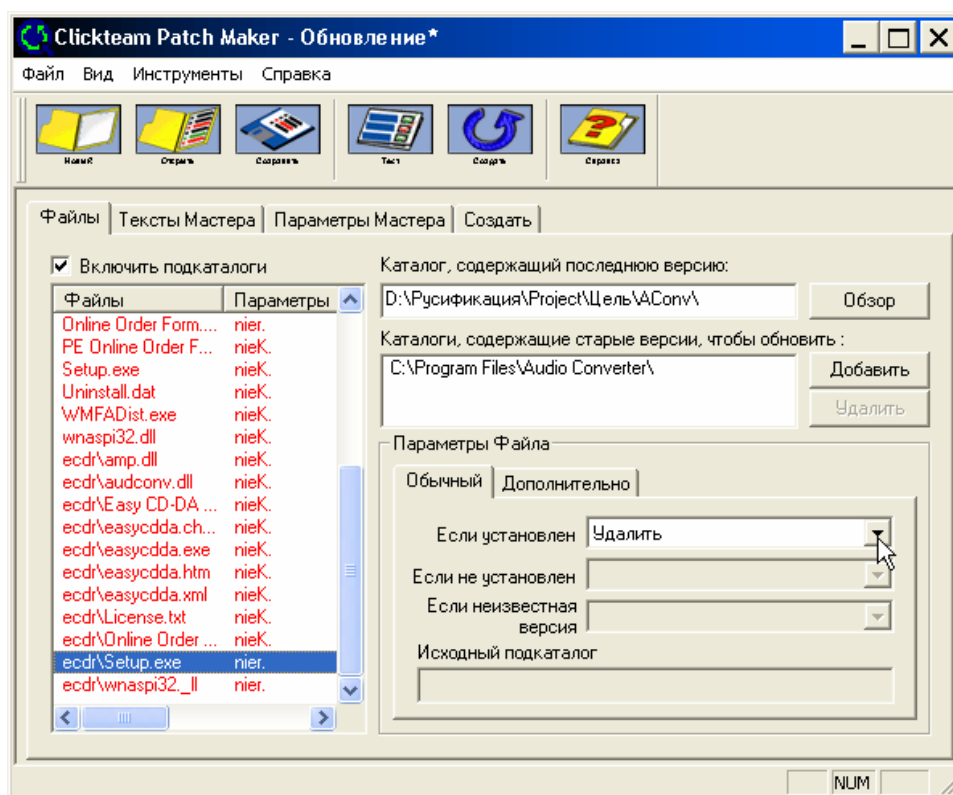 Clickteam Patch Maker - Обновление*
Файл Вид Инструменты Справка
Новый Открыть Сохранить Тест Создать Справка
Файлы Тексты Мастера Параметры Мастера Создать
Включить подкаталоги
Файлы Параметры
Online Order Form.... nier.
PE Online Order F... nieK.
Setup.exe nieK.
Uninstall.dat nieK.
WMFADist.exe nieK.
wnaspi32.dll nieK.
ecdr\amp.dll nieK.
ecdr\audconv.dll nieK.
ecdr\Easy CD-DA ... nieK.
ecdr\easycdda.ch... nieK.
ecdr\easycdda.exe nieK.
ecdr\easycdda.htm nieK.
ecdr\easycdda.xml nieK.
ecdr\License.txt nieK.
ecdr\Online Order ... nieK.
ecdr\Setup.exe nier.
ecdr\wnaspi32._ll nier.
Каталог, содержащий последнюю версию:
D:\Русификация\Project\Цель\AConv\ Обзор
Каталоги, содержащие старые версии, чтобы обновить :
C:\Program Files\Audio Converter\ Добавить
Удалить
Параметры Файла
Обычный Дополнительно
Если установлен Удалить
Если не установлен
Если неизвестная
версия
Исходный подкаталог
NUM